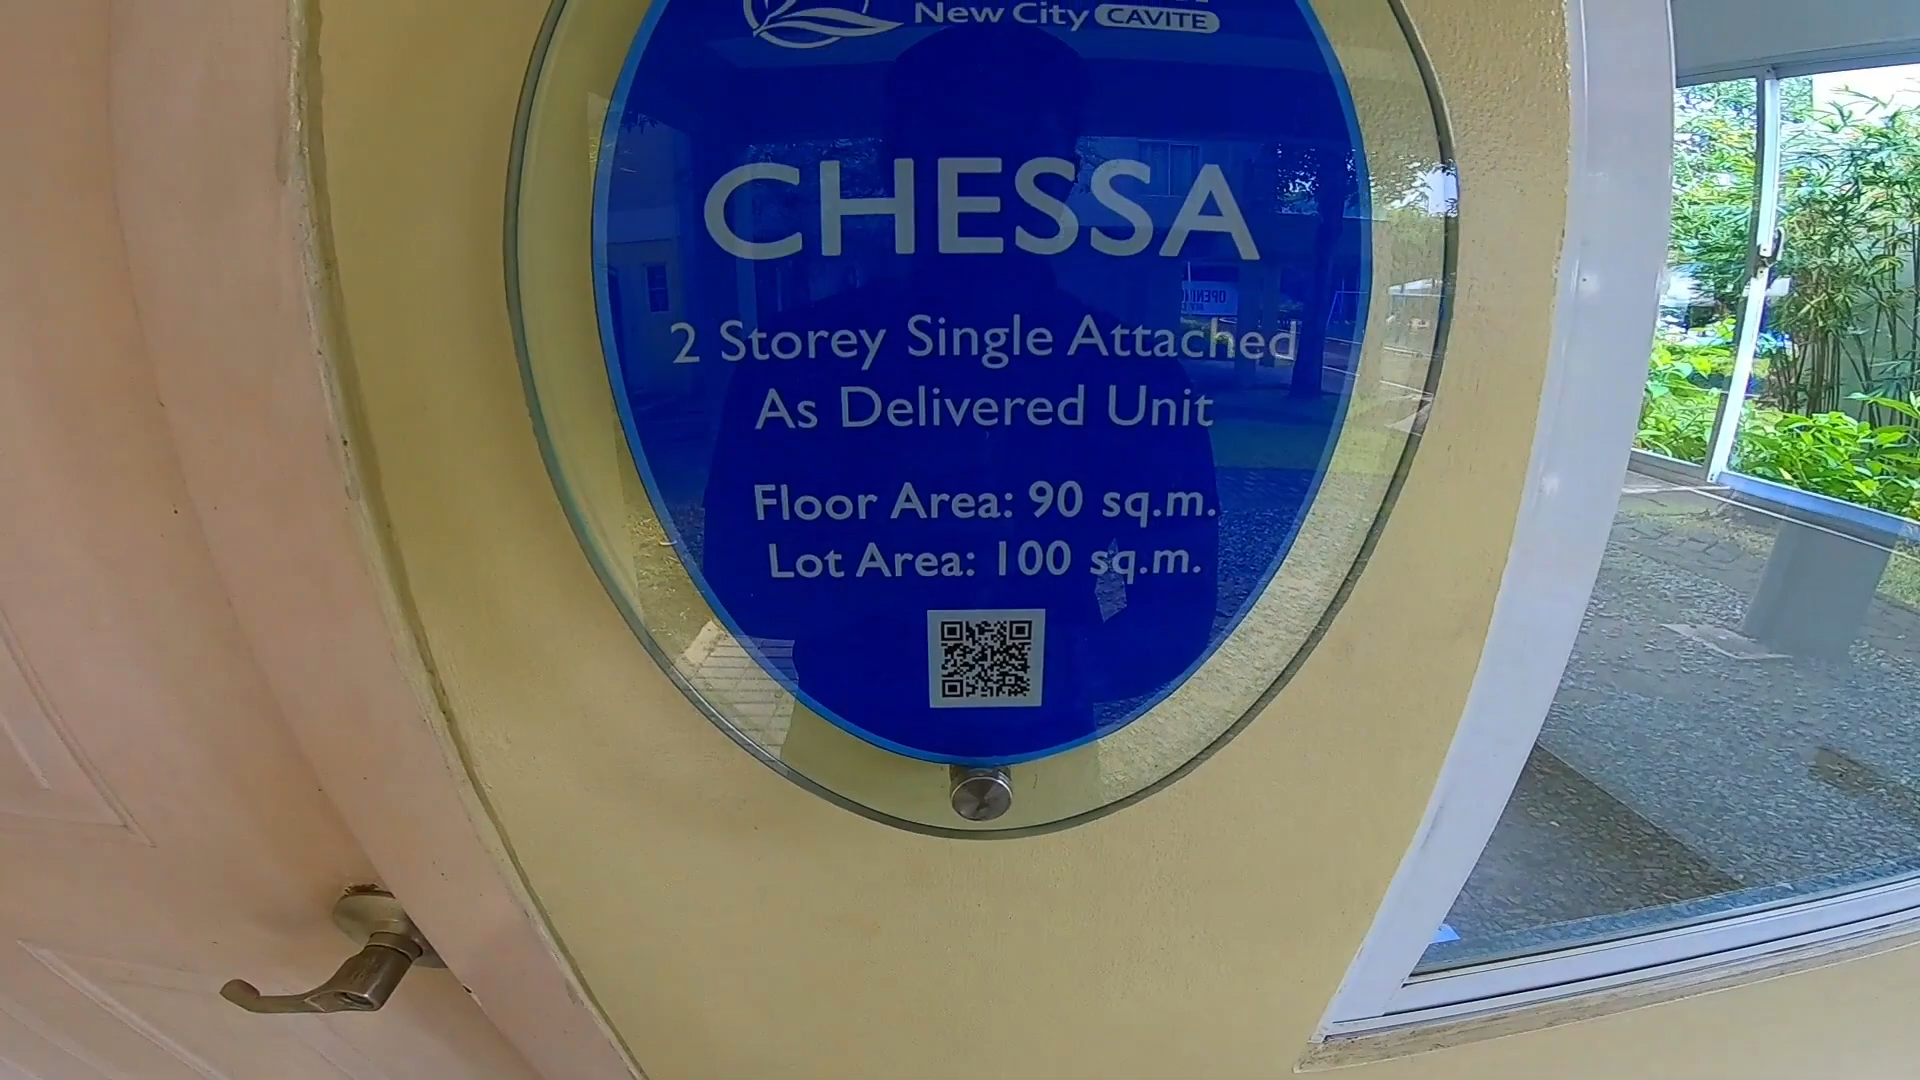 New City CAVITE
CHESSA
2 Storey Single Attached
As Delivered Unit
Floor Area: 90 sq.m.
Lot Area: 100 sq.m.
OPEN